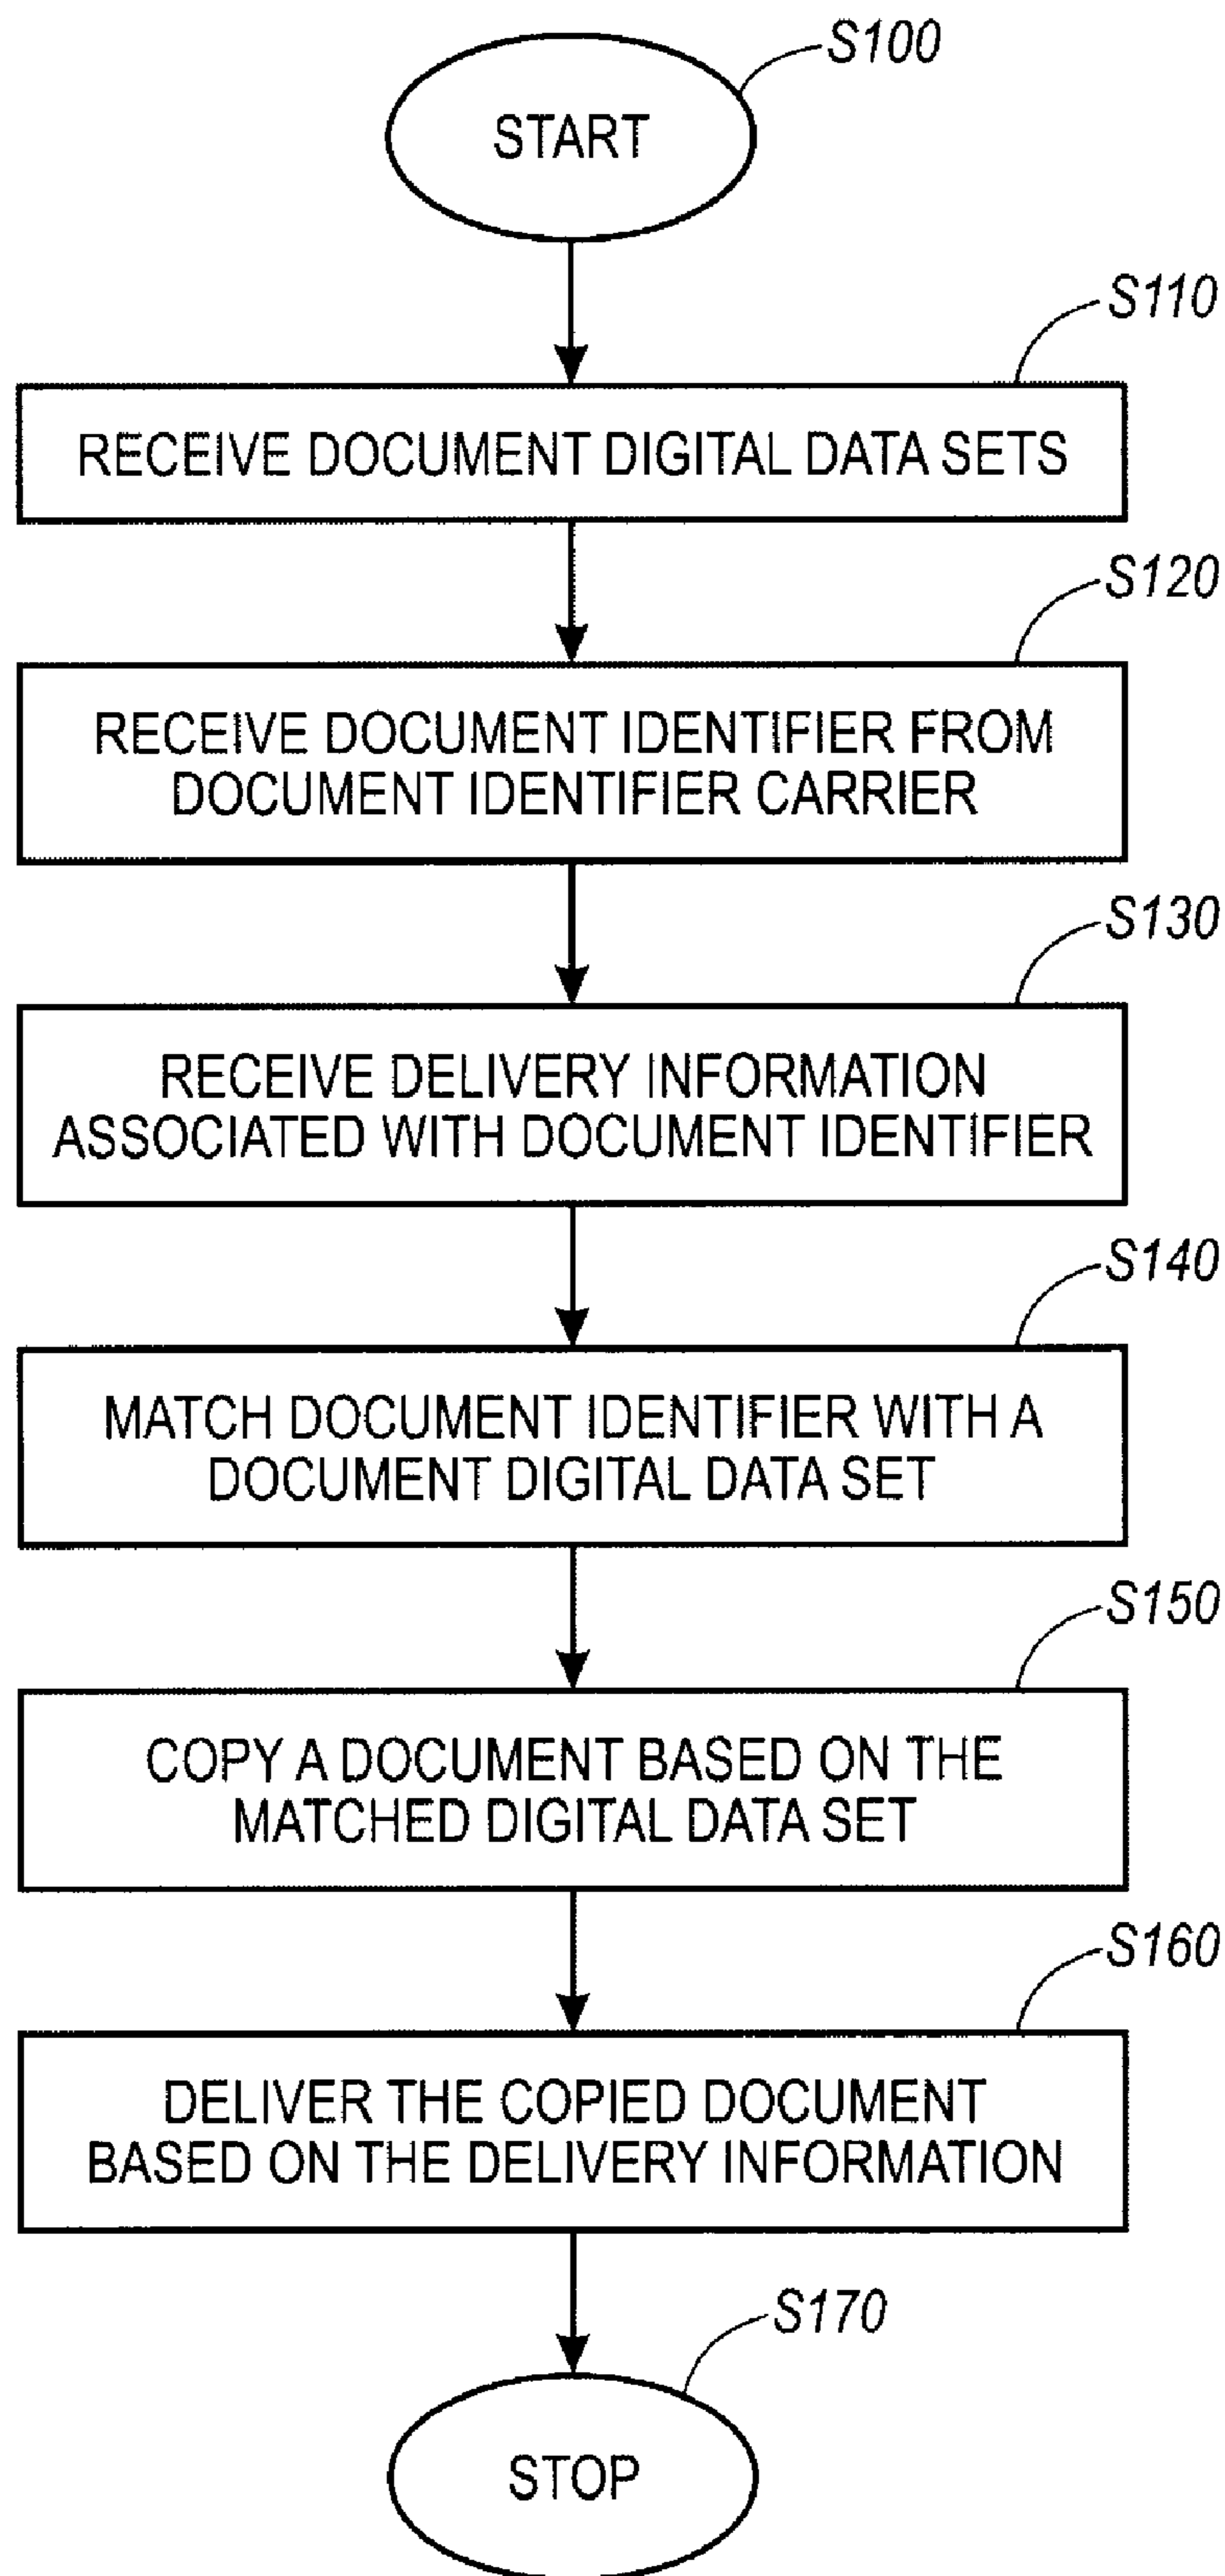 S100
START
S110
RECEIVE DOCUMENT DIGITAL DATA SETS
S120
RECEIVE DOCUMENT IDENTIFIER FROM
DOCUMENT IDENTIFIER CARRIER
S130
RECEIVE DELIVERY INFORMATION
ASSOCIATED WITH DOCUMENT IDENTIFIER
S140
MATCH DOCUMENT IDENTIFIER WITH A
DOCUMENT DIGITAL DATA SET
S150
COPY A DOCUMENT BASED ON THE
MATCHED DIGITAL DATA SET
S160
DELIVER THE COPIED DOCUMENT
BASED ON THE DELIVERY INFORMATION
S170
STOP